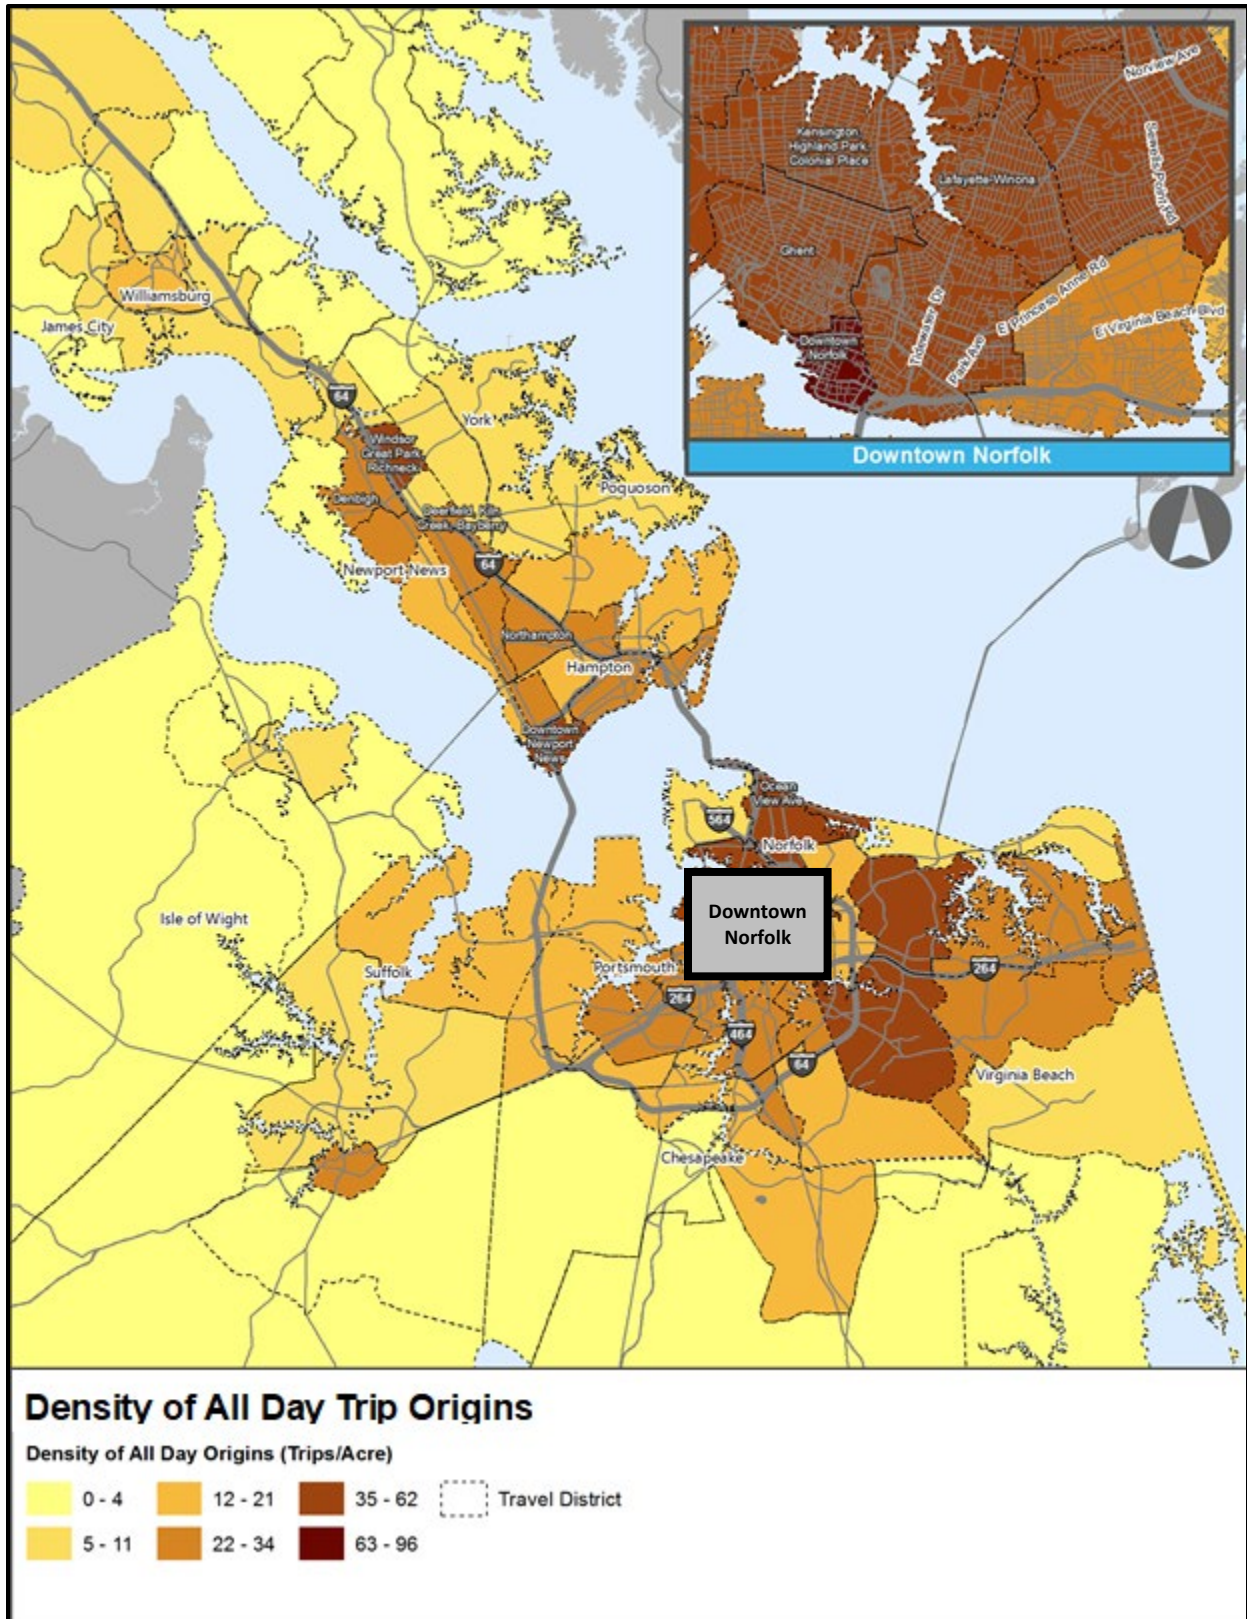 Norview Ave
Kensington
Highland Park
Colonial Place
Sewells Point Rd
Lafayette-Winona
Ghent
E Princess Anne Rd
E Virginia Beach Blvd
Tidewater Dr
Park Ave
Downtown
Norfolk
Downtown Norfolk
Williamsburg
James City
64
York
Windsor
Great Park
Richneck
Denbigh
Poquoson
Deerfield, Kiln
Creek, Bayberry
64
Newport News
Northampton
Hampton
Downtown
Newport
News
Ocean
View Ave
564
Norfolk
Downtown
Norfolk
Isle of Wight
Suffolk
Portsmouth
264
264
464
64
Virginia Beach
Chesapeake
Density of All Day Trip Origins
Density of All Day Origins (Trips/Acre)
0 - 4 12 - 21 35 - 62 Travel District
5 - 11 22 - 34 63 - 96